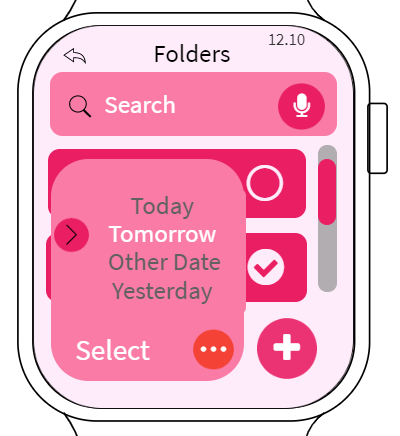 12.10
Folders
Search
Today
Tomorrow
Other Date
Yesterday
Select